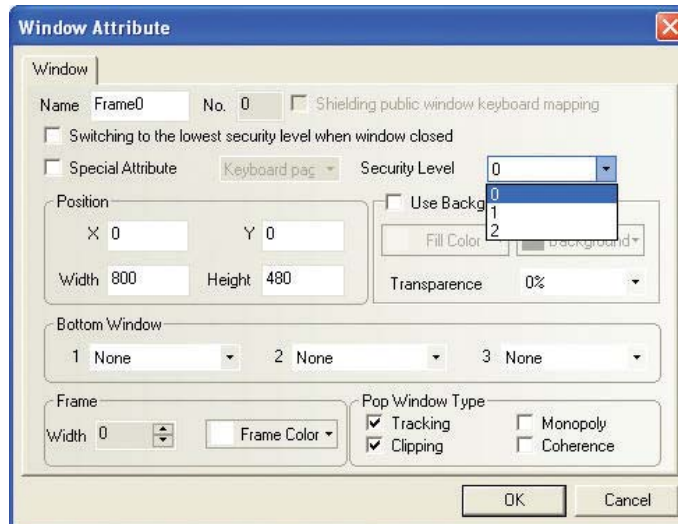 Window Attribute
Window
Name Frame0 No. 0 Shielding public window keyboard mapping
Switching to the lowest security level when window closed
Special Attribute Keyboard pag Security Level 0
0
1
2
Position Use Backg
X 0 Y 0 Fill Color Background
Width 800 Height 480 Transparence 0%
Bottom Window
1 None 2 None 3 None
Frame Pop Window Type
Width 0 Frame Color Tracking Monopoly
Clipping Coherence
OK Cancel